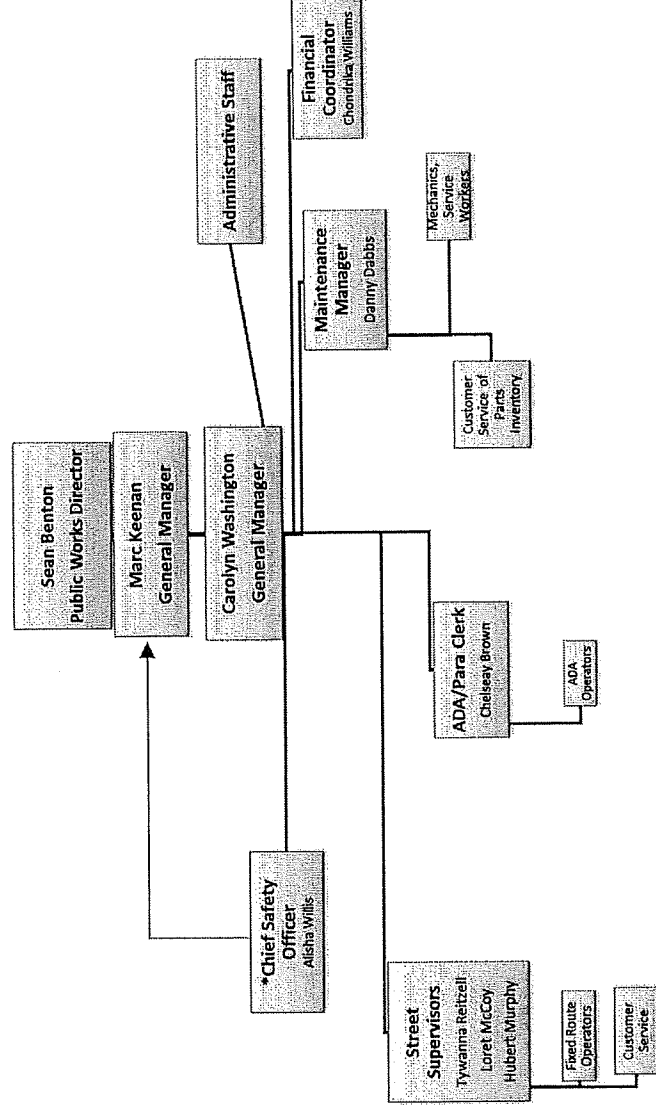 Sean Benton
Public Works Director
Marc Keenan
General Manager
Carolyn Washington
General Manager
Administrative Staff
*Chief Safety
Officer
Alisha Willis
Financial
Coordinator
Chondrika Williams
Maintenance
Manager
Danny Dabbs
Mechanics,
Service
Workers
Customer
Service of
Parts
Inventory
ADA/Para Clerk
Chelseay Brown
ADA
Operators
Street
Supervisors
Tywanna Reitzell
Loret McCoy
Hubert Murphy
Fixed Route
Operators
Customer
Service